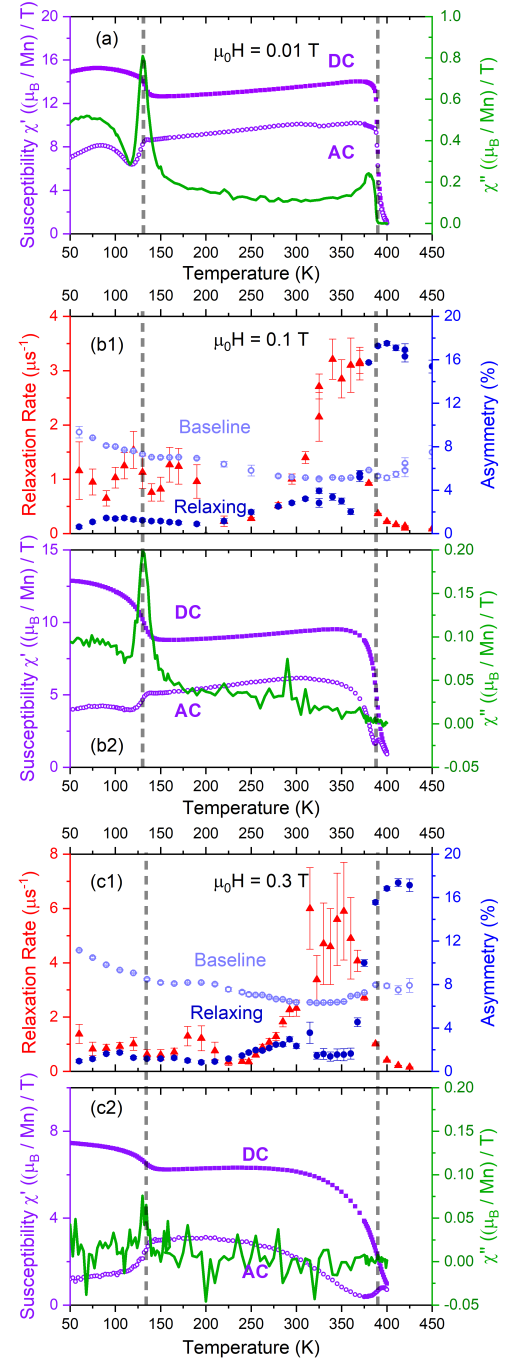 20 1.0
(a) μ₀H = 0.01 T
16 0.8
DC
12 0.6
8 0.4
AC
4 0.2
0 0.0
Susceptibility χ' ((μB / Mn) / T)
χ'' ((μB / Mn) / T)
50 100 150 200 250 300 350 400 450
Temperature (K)
50 100 150 200 250 300 350 400 450
4 20
(b1) μ₀H = 0.1 T
16
3
12
Baseline
2
8
1
Relaxing
4
0 0
Relaxation Rate (μs⁻¹)
Asymmetry (%)
15 0.20
DC
0.15
10
0.10
5
0.05
AC
0.00
(b2)
0 -0.05
Susceptibility χ' ((μB / Mn) / T)
χ'' ((μB / Mn) / T)
50 100 150 200 250 300 350 400 450
Temperature (K)
50 100 150 200 250 300 350 400 450
8 20
(c1) μ₀H = 0.3 T
16
6
12
Baseline
4
8
Relaxing
2
4
0 0
Relaxation Rate (μs⁻¹)
Asymmetry (%)
0.20
(c2)
8
0.15
DC
0.10
4
0.05
AC
0.00
0 -0.05
Susceptibility χ' ((μB / Mn) / T)
χ'' ((μB / Mn) / T)
50 100 150 200 250 300 350 400 450
Temperature (K)